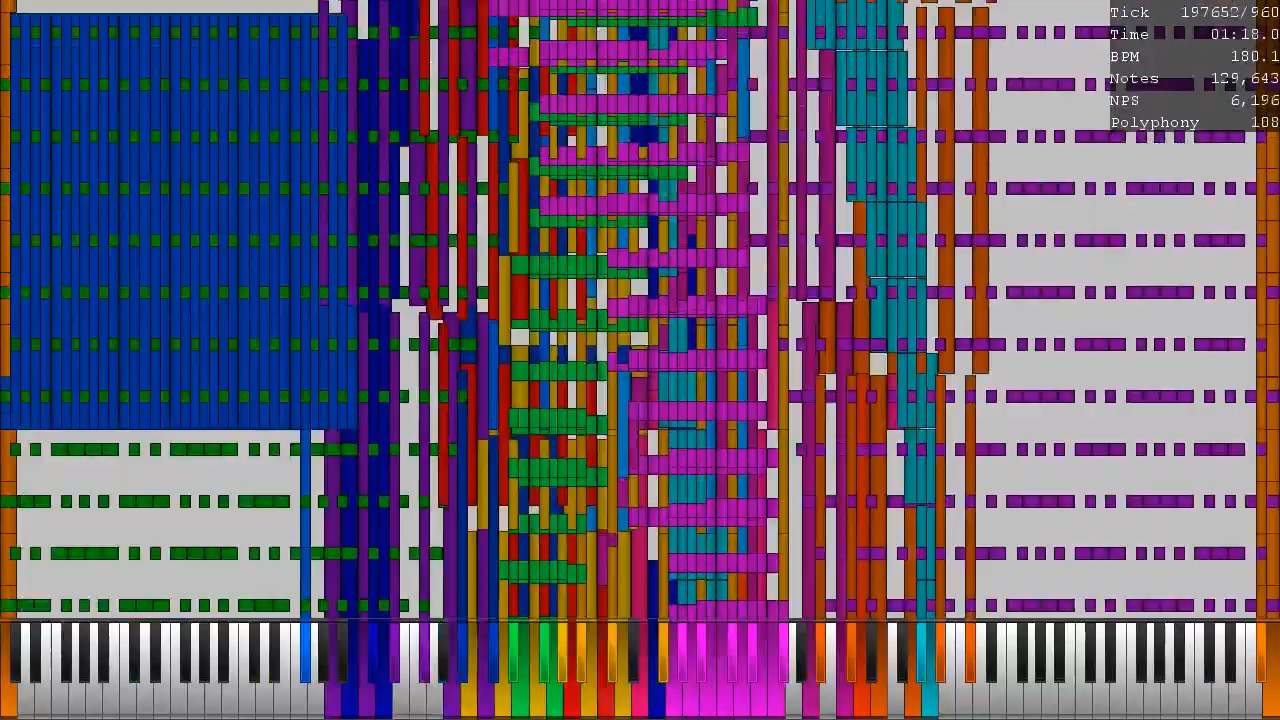 Tick 197652/960
Time 01:18.0
BPM 180.1
Notes 129,643
NPS 6,196
Polyphony 108